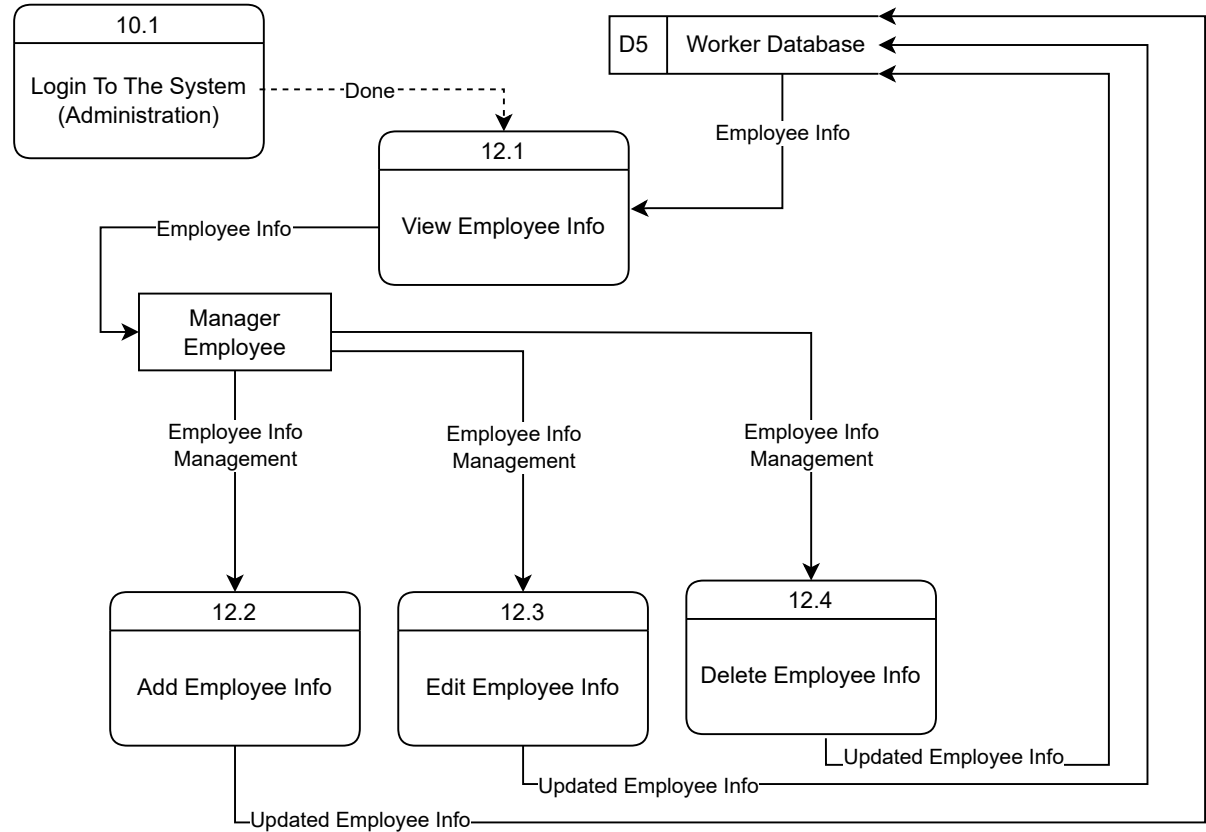 10.1
Login To The System
(Administration)
Done
D5
Worker Database
Employee Info
12.1
View Employee Info
Employee Info
Manager
Employee
Employee Info
Management
Employee Info
Management
Employee Info
Management
12.2
Add Employee Info
12.3
Edit Employee Info
12.4
Delete Employee Info
Updated Employee Info
Updated Employee Info
Updated Employee Info